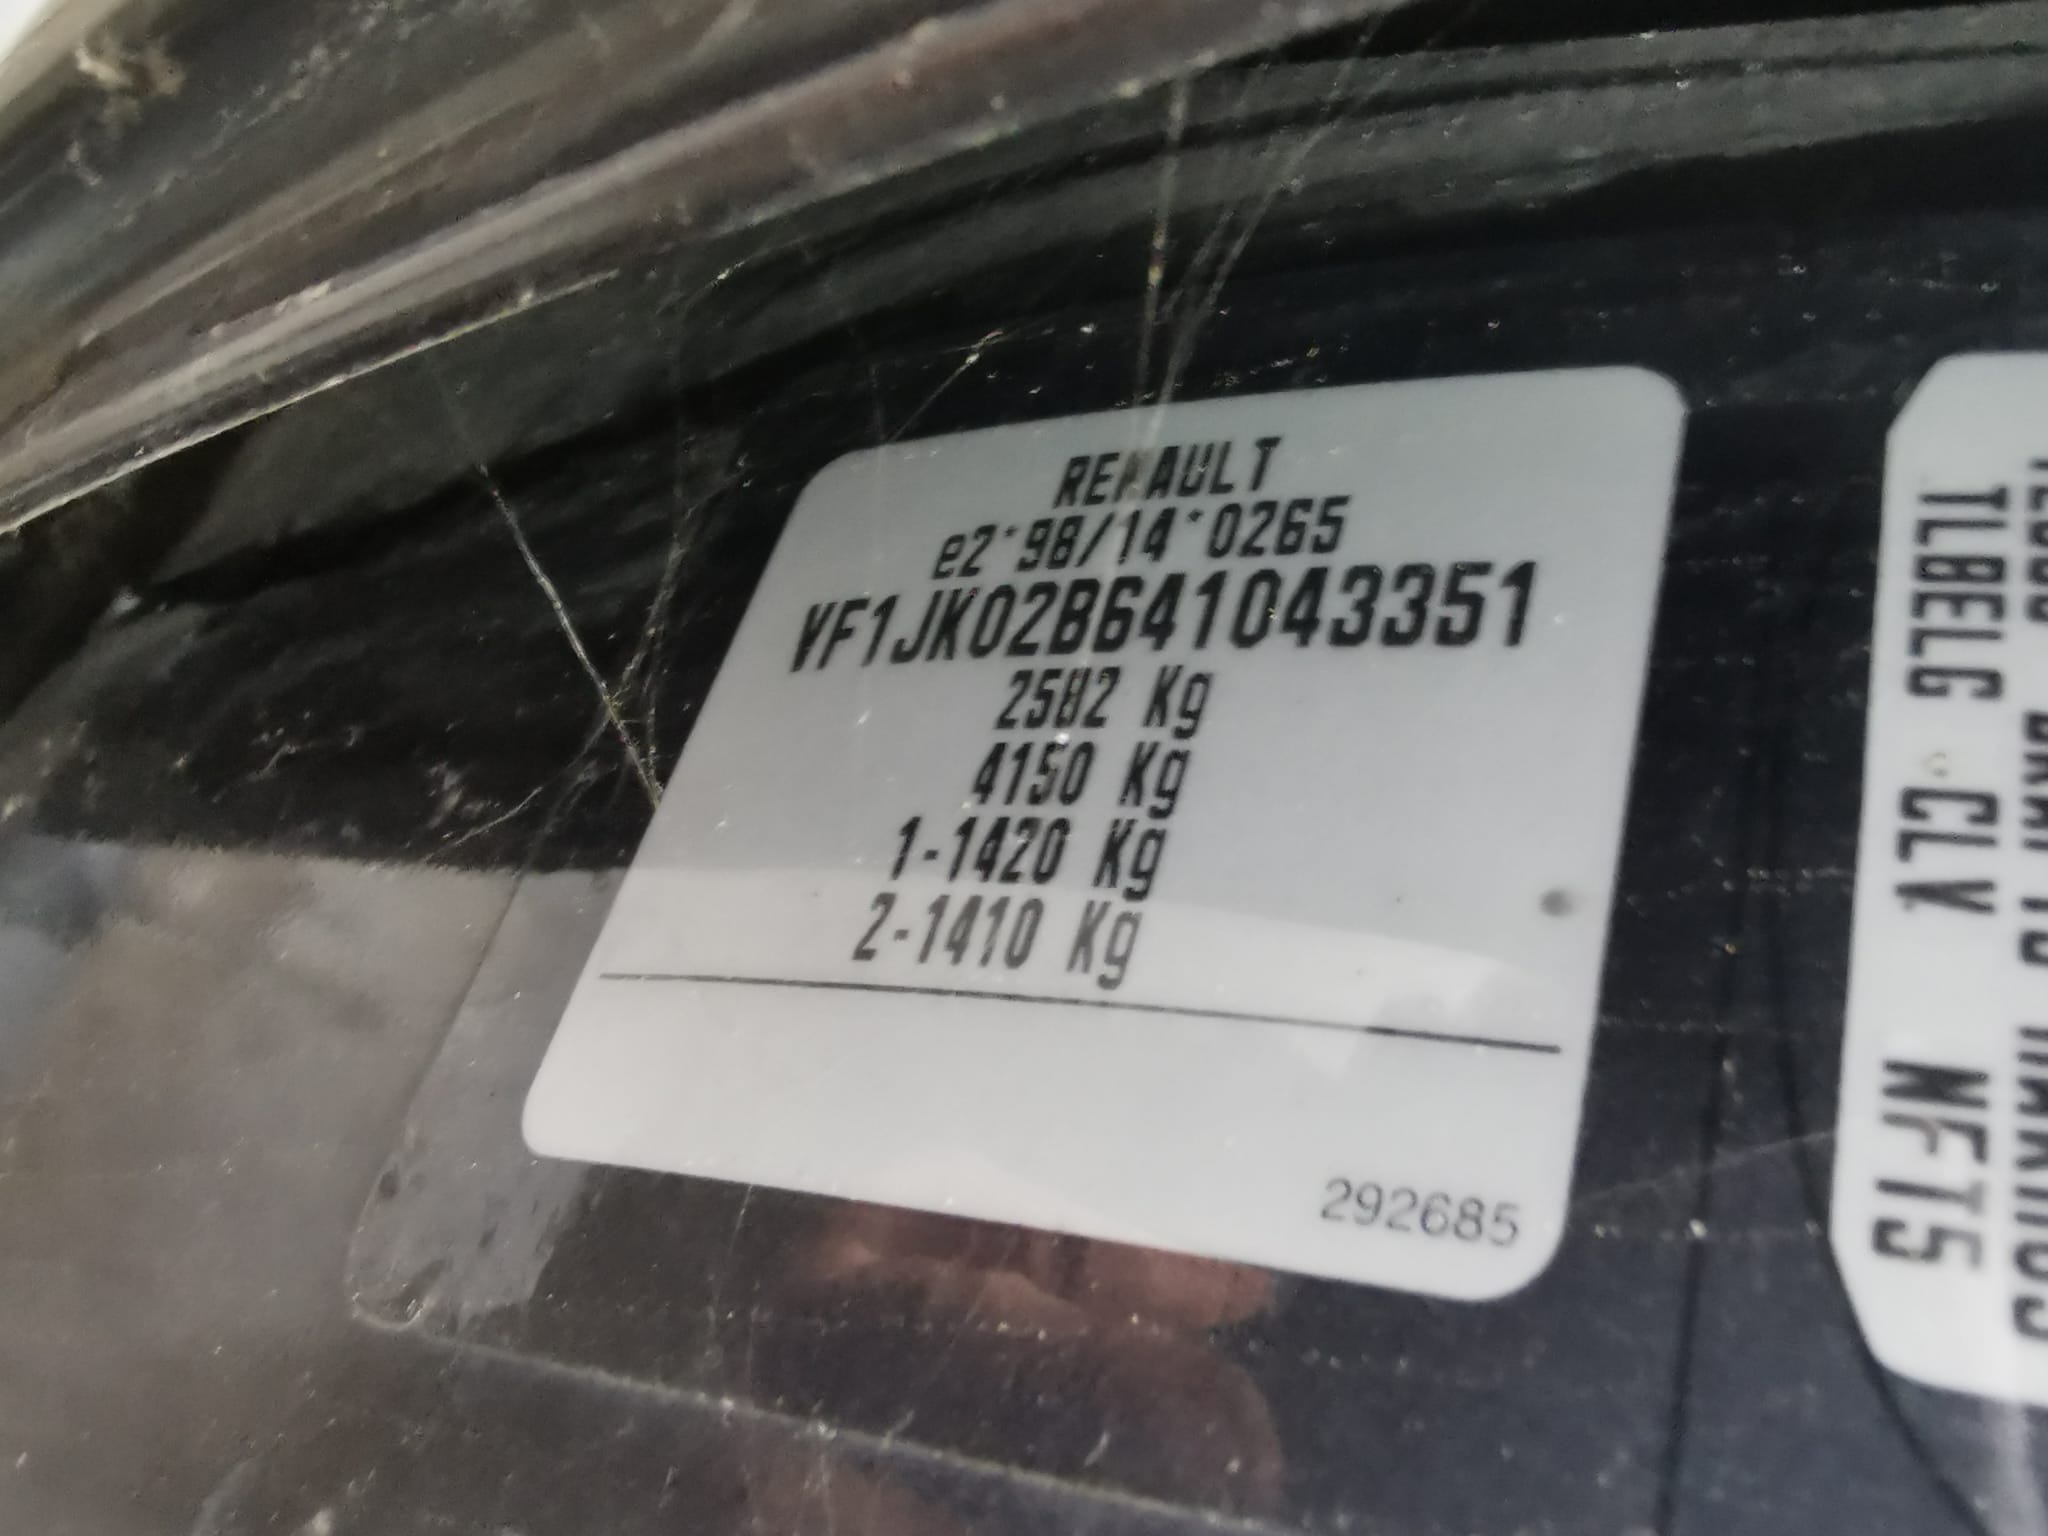 RENAULT
e2*98/14*0265
VF1JK02B641043351
2582 Kg
4150 Kg
1-1420 Kg
2-1410 Kg
292685
TLBELG CLV NFT5